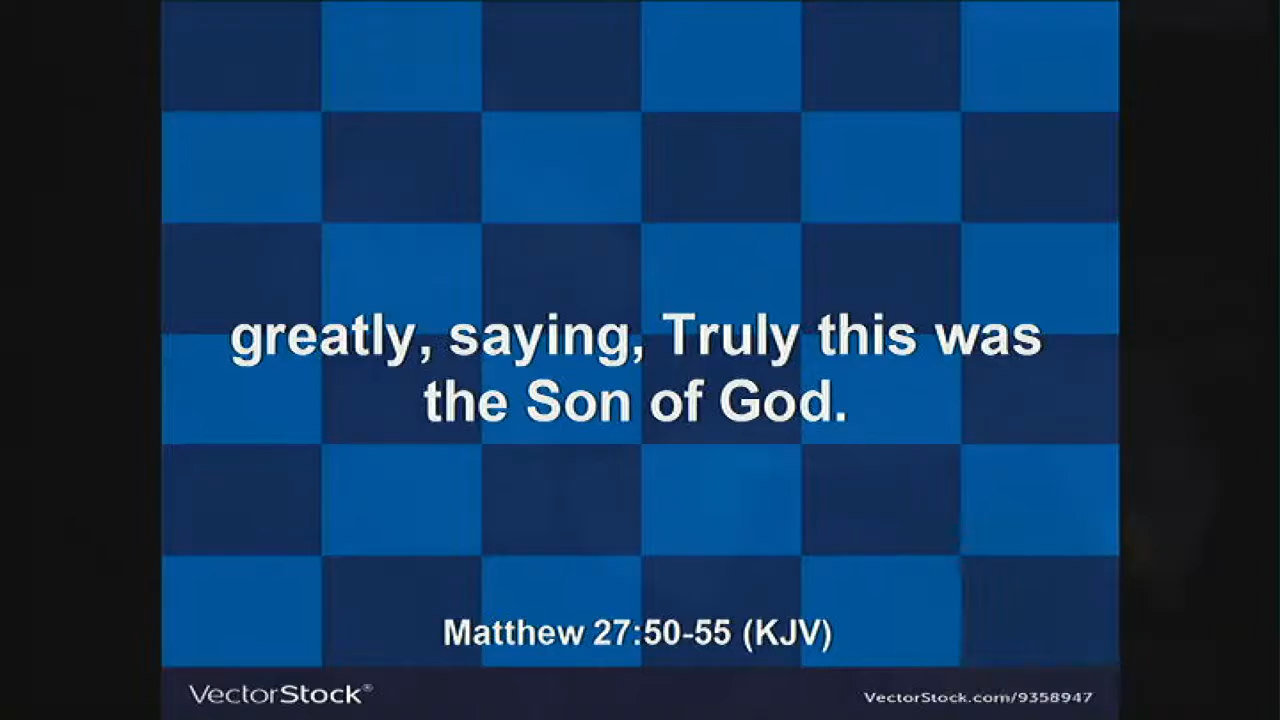 greatly, saying, Truly this was
the Son of God.
Matthew 27:50-55 (KJV)
VectorStock®
VectorStock.com/9358947